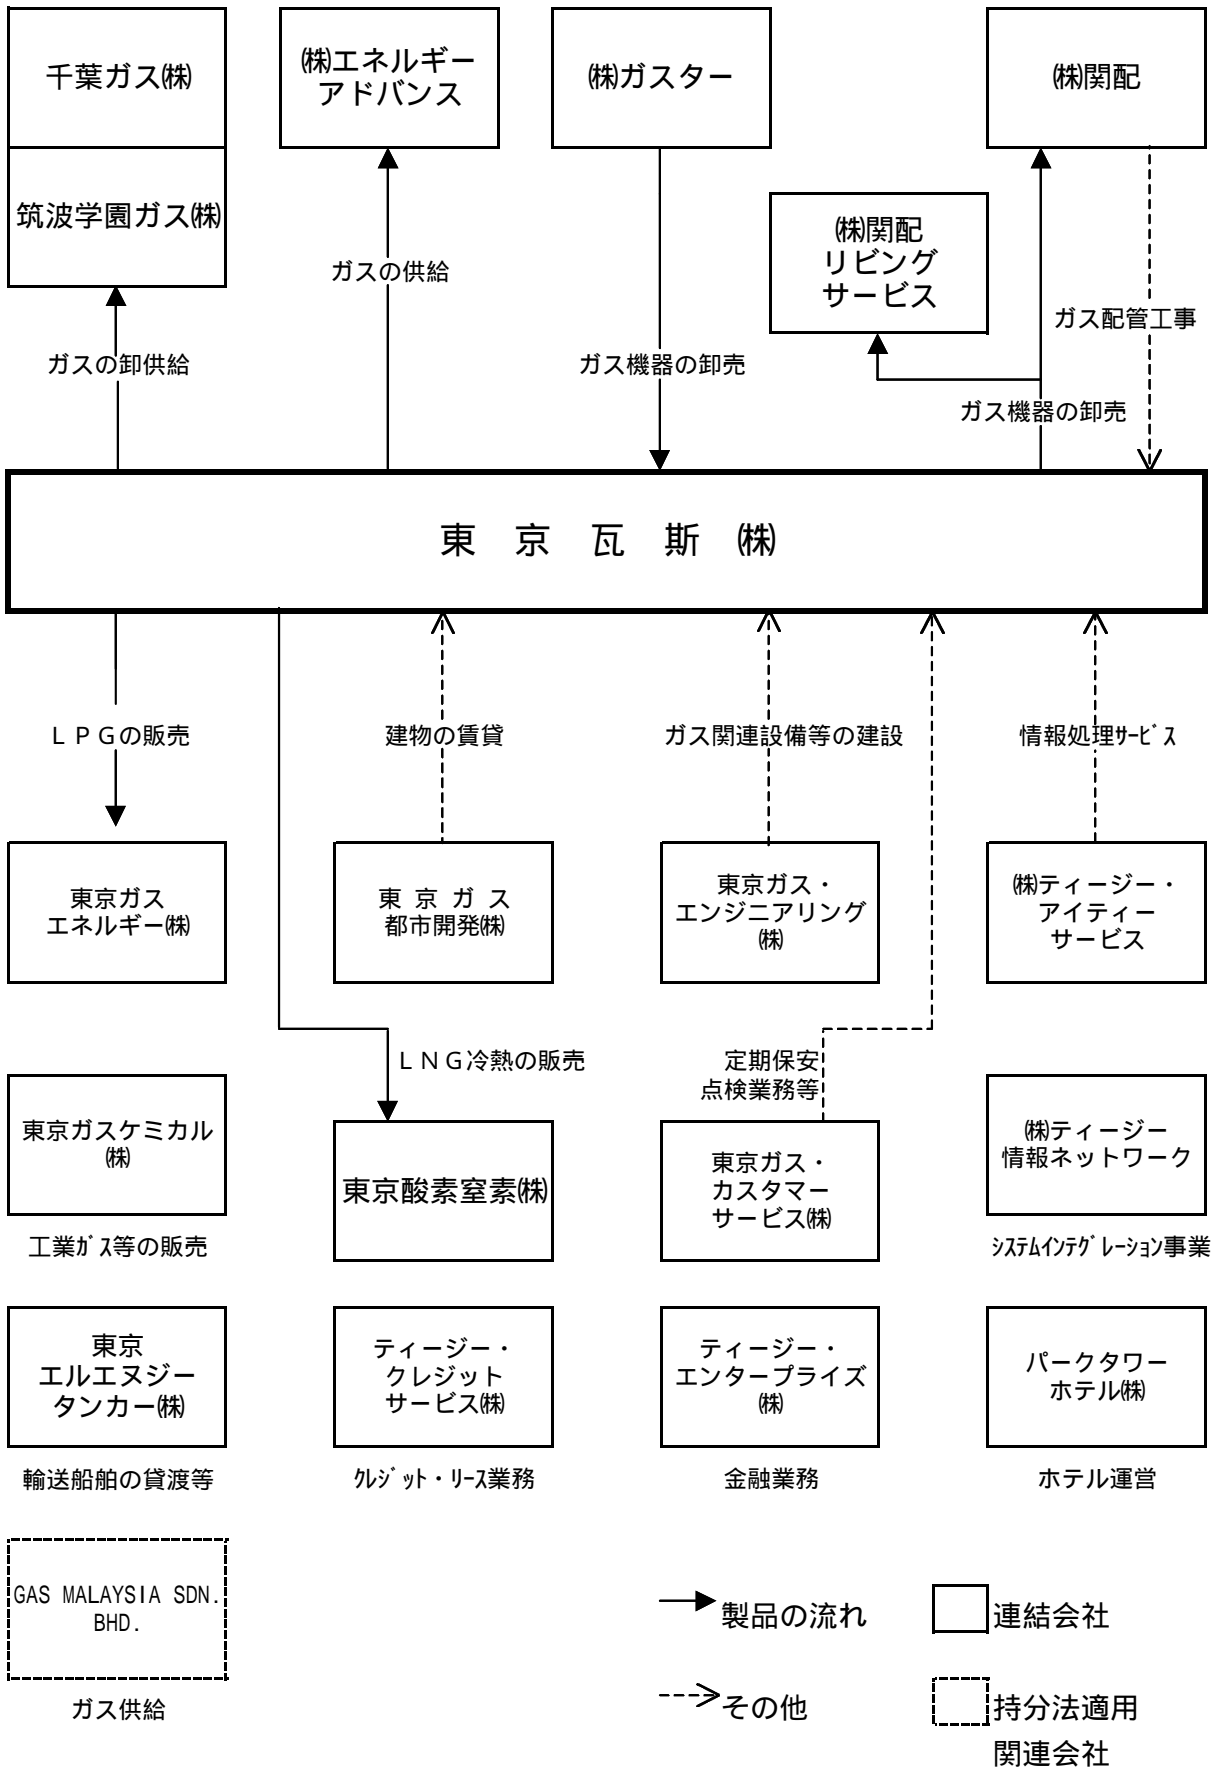 千葉ガス㈱
㈱エネルギー
アドバンス
㈱ガスター
㈱関配
筑波学園ガス㈱
㈱関配
リビング
サービス
ガスの供給
ガス配管工事
ガスの卸供給
ガス機器の卸売
ガス機器の卸売
東 京 瓦 斯 ㈱
ＬＰＧの販売
建物の賃貸
ガス関連設備等の建設
情報処理ｻｰﾋﾞｽ
東京ガス
エネルギー㈱
東 京 ガ ス
都市開発㈱
東京ガス・
エンジニアリング
㈱
㈱ティージー・
アイティー
サービス
ＬＮＧ冷熱の販売
定期保安
点検業務等
東京ガスケミカル
㈱
東京酸素窒素㈱
東京ガス・
カスタマー
サービス㈱
㈱ティージー
情報ネットワーク
工業ｶﾞｽ等の販売
ｼｽﾃﾑｲﾝﾃｸﾞﾚｰｼｮﾝ事業
東京
エルエヌジー
タンカー㈱
ティージー・
クレジット
サービス㈱
ティージー・
エンタープライズ
㈱
パークタワー
ホテル㈱
輸送船舶の貸渡等
ｸﾚｼﾞｯﾄ・ﾘｰｽ業務
金融業務
ホテル運営
GAS MALAYSIA SDN.
BHD.
ガス供給
製品の流れ
連結会社
その他
持分法適用
関連会社